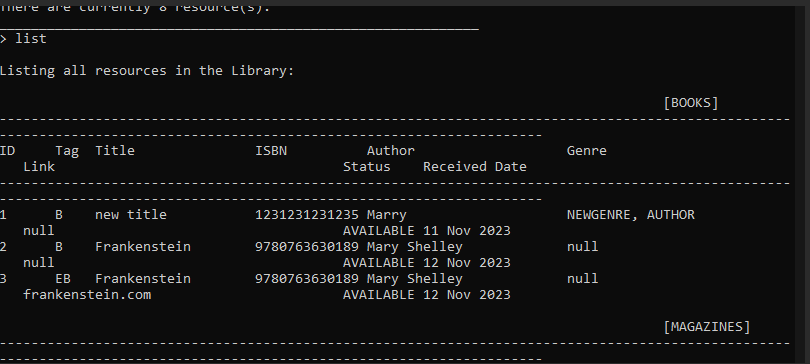 There are currently 8 resource(s).
____________________________________________________________
> list
Listing all resources in the Library:
[BOOKS]
---------------------------------------------------------------------------------------------------
--------------------------------------------------------------------
ID Tag Title ISBN Author Genre
Link Status Received Date
---------------------------------------------------------------------------------------------------
--------------------------------------------------------------------
1 B new title 1231231231235 Marry NEWGENRE, AUTHOR
null AVAILABLE 11 Nov 2023
2 B Frankenstein 9780763630189 Mary Shelley null
null AVAILABLE 12 Nov 2023
3 EB Frankenstein 9780763630189 Mary Shelley null
frankenstein.com AVAILABLE 12 Nov 2023
[MAGAZINES]
---------------------------------------------------------------------------------------------------
--------------------------------------------------------------------